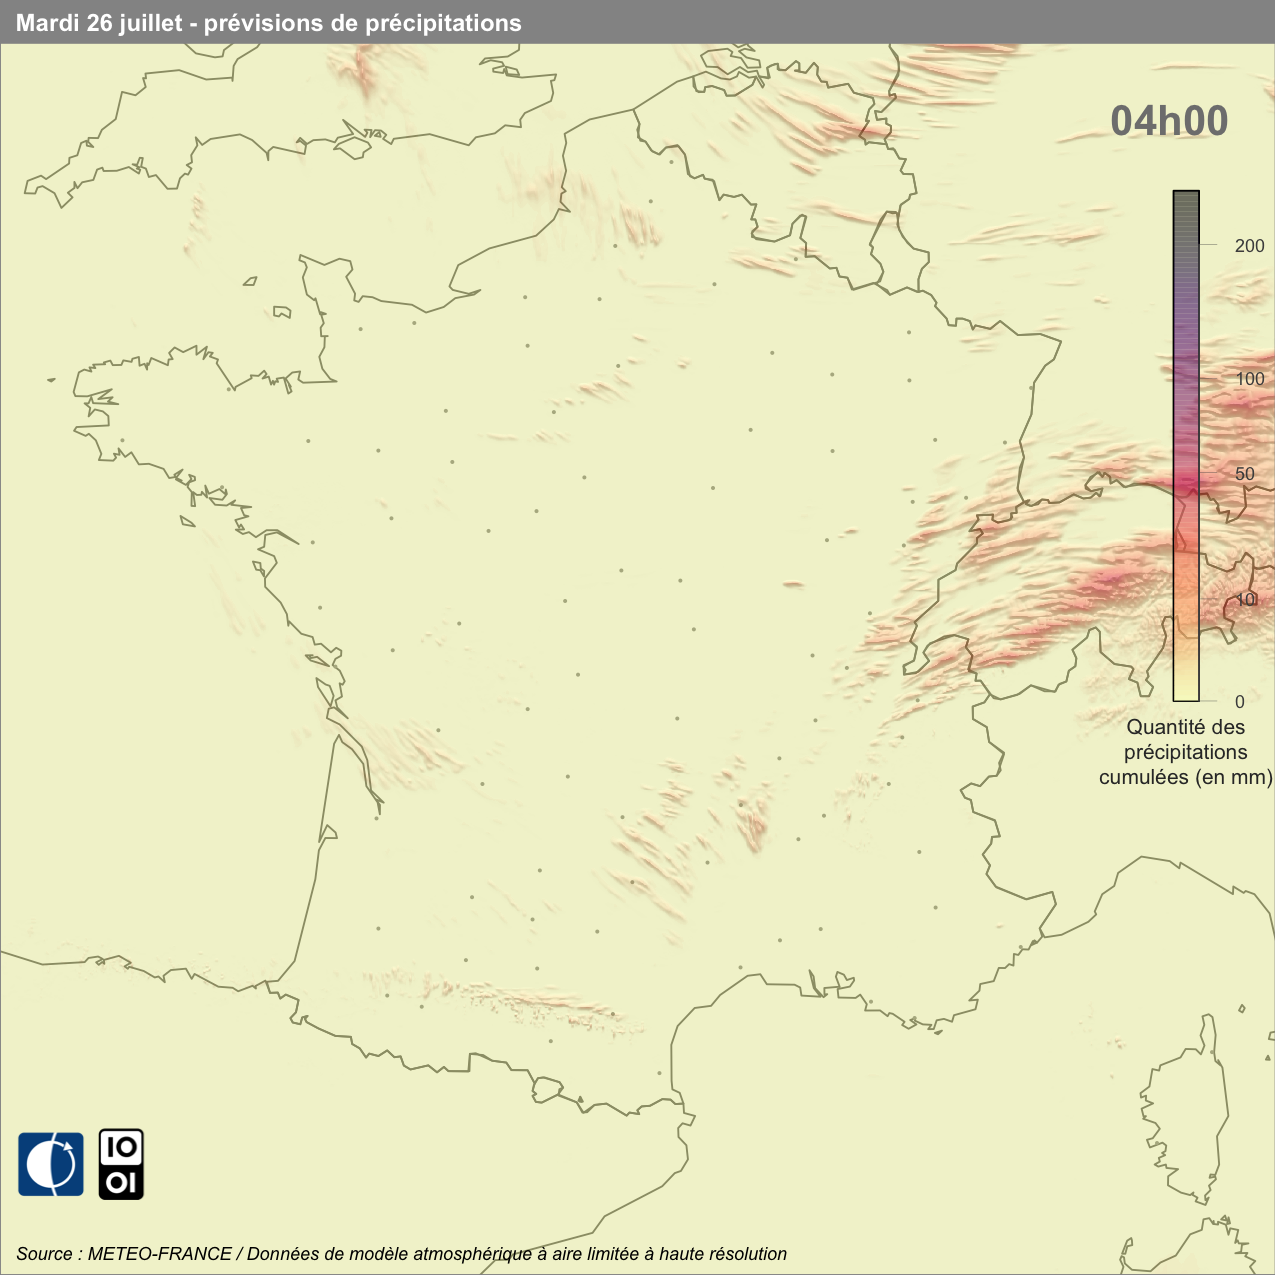 Mardi 26 juillet - prévisions de précipitations
04h00
200
100
50
10
0
Quantité des
précipitations
cumulées (en mm)
IO
OI
Source : METEO-FRANCE / Données de modèle atmosphérique à aire limitée à haute résolution